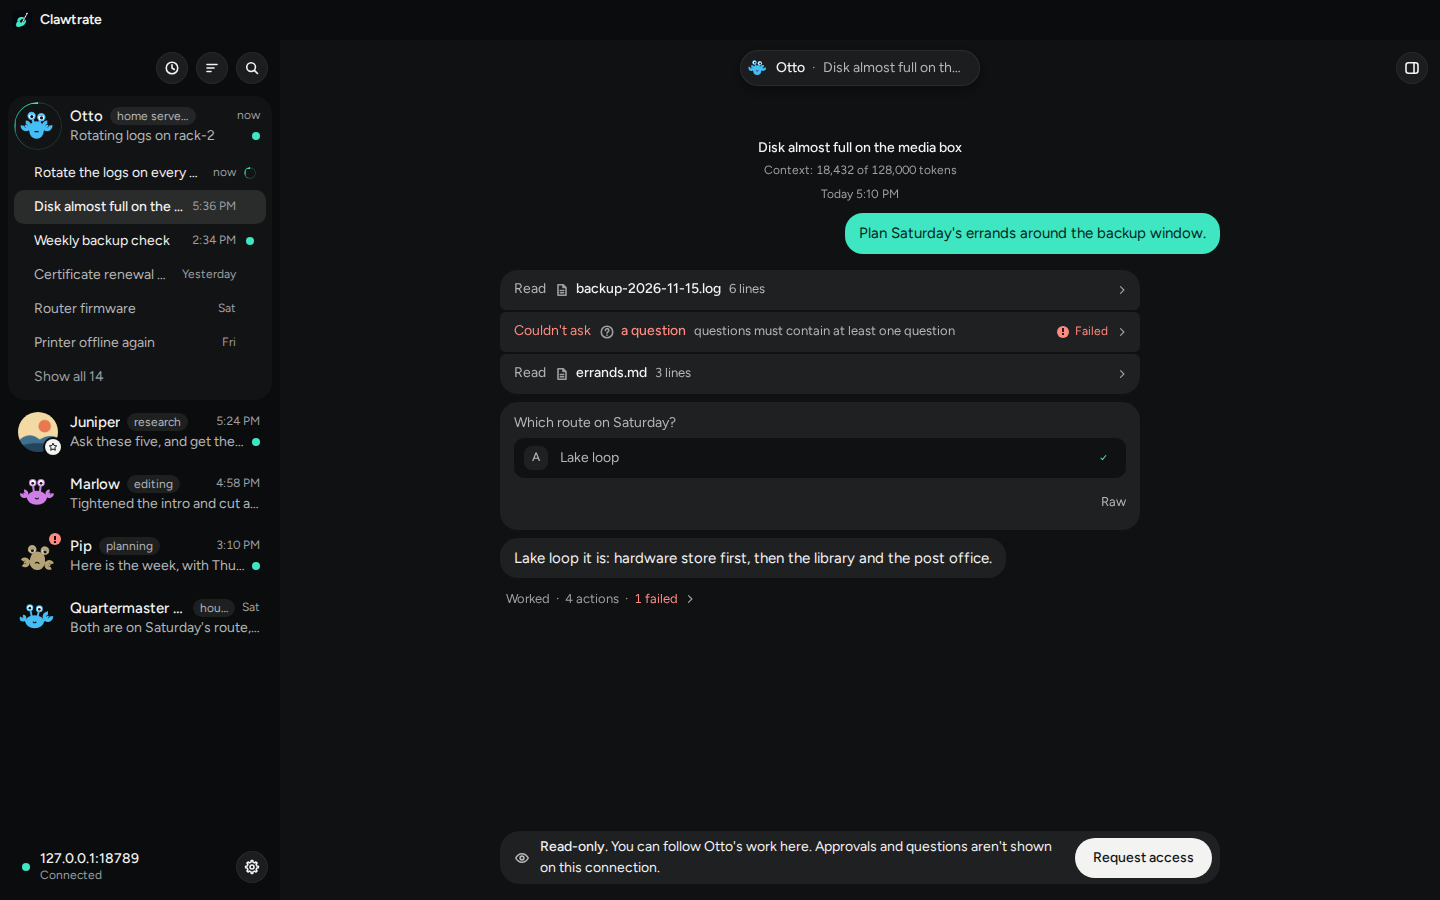 Clawtrate
Otto home serve... now
Rotating logs on rack-2
Rotate the logs on every ... now
Disk almost full on the ... 5:36 PM
Weekly backup check 2:34 PM
Certificate renewal ... Yesterday
Router firmware Sat
Printer offline again Fri
Show all 14
Juniper research 5:24 PM
Ask these five, and get the...
Marlow editing 4:58 PM
Tightened the intro and cut a...
Pip planning 3:10 PM
Here is the week, with Thu...
Quartermaster ... hou... Sat
Both are on Saturday's route,...
127.0.0.1:18789
Connected
Otto · Disk almost full on th...
Disk almost full on the media box
Context: 18,432 of 128,000 tokens
Today 5:10 PM
Plan Saturday's errands around the backup window.
Read backup-2026-11-15.log 6 lines
Couldn't ask a question questions must contain at least one question Failed
Read errands.md 3 lines
Which route on Saturday?
A Lake loop
Raw
Lake loop it is: hardware store first, then the library and the post office.
Worked · 4 actions · 1 failed
Read-only. You can follow Otto's work here. Approvals and questions aren't shown
on this connection.
Request access